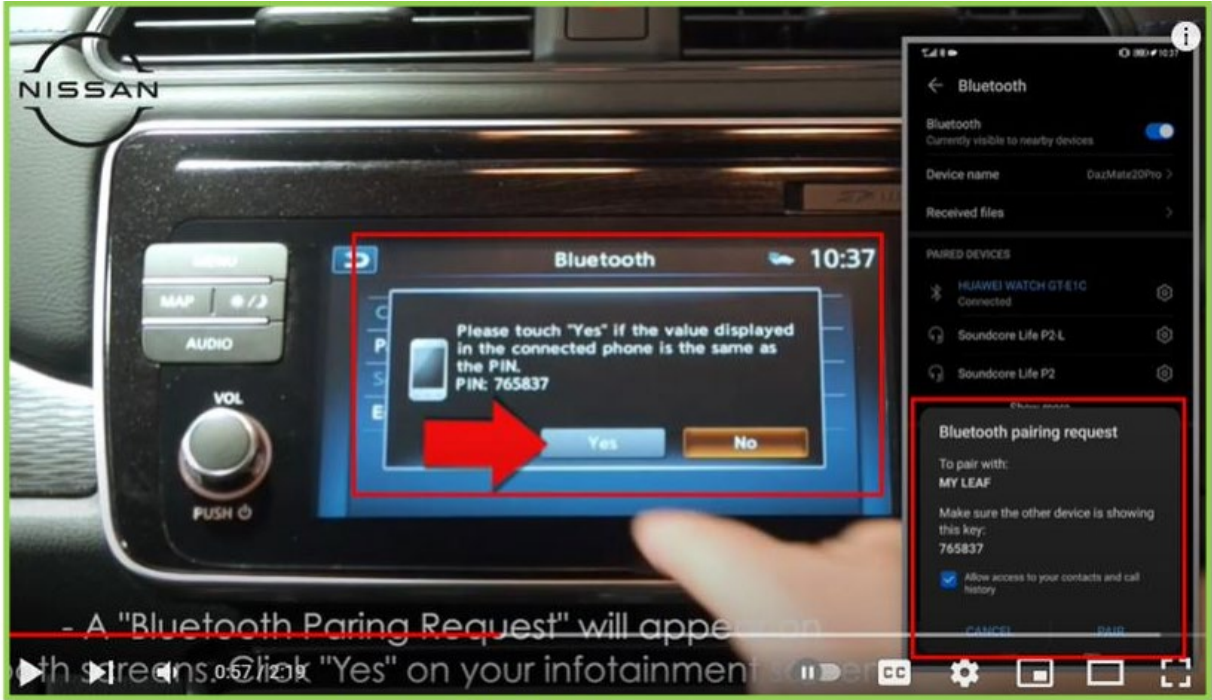 NISSAN
MENU
MAP
AUDIO
VOL
PUSH
Bluetooth
10:37
Please touch "Yes" if the value displayed
in the connected phone is the same as
the PIN.
PIN: 765837
Yes
No
10:37
Bluetooth
Bluetooth
Currently visible to nearby devices
Device name
DazMate20Pro >
Received files
>
PAIRED DEVICES
HUAWEI WATCH GT-E1C
Connected
Soundcore Life P2-L
Soundcore Life P2
Show more
Bluetooth pairing request
To pair with:
MY LEAF
Make sure the other device is showing
this key:
765837
Allow access to your contacts and call
history
CANCEL
PAIR
- A "Bluetooth Paring Request" will appear on
screens. Click "Yes" on your infotainment
0:57 / 2:19
CC